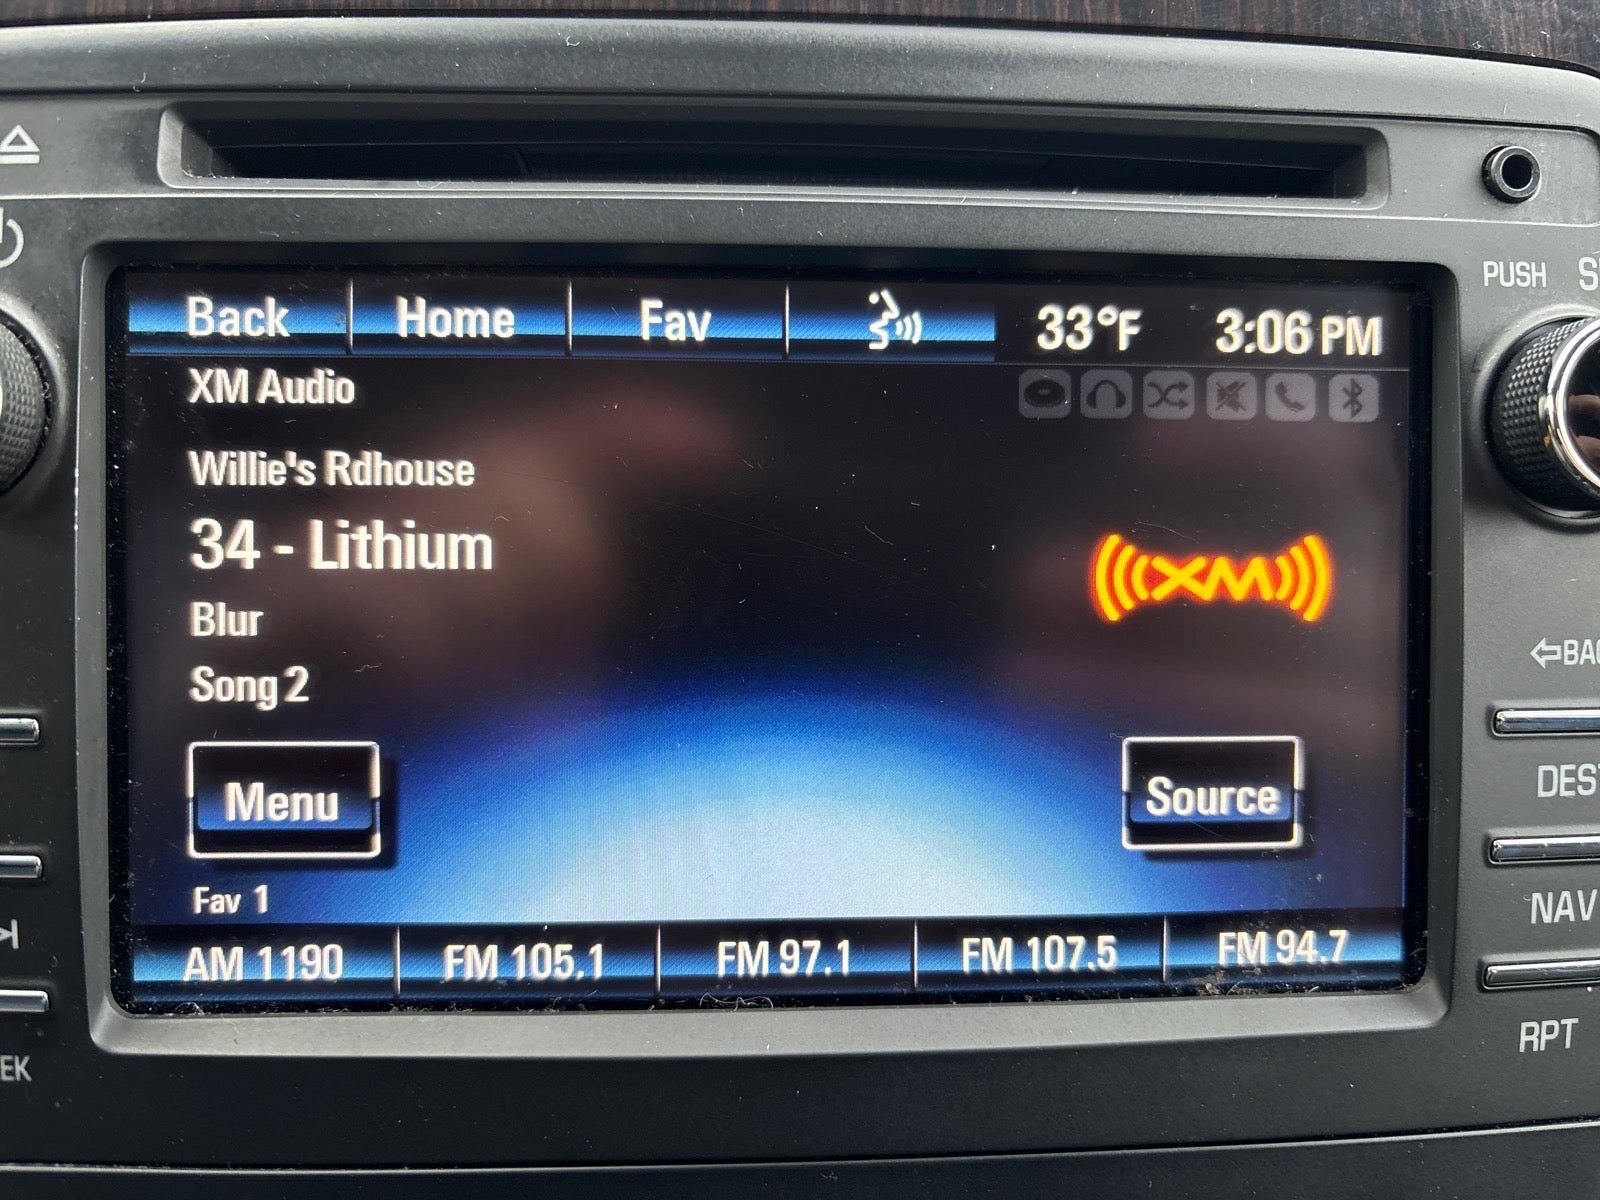 Back Home Fav 33°F 3:06 PM
XM Audio
Willie's Rdhouse
34 - Lithium
XM
Blur
Song 2
Menu
Source
Fav 1
AM 1190 FM 105.1 FM 97.1 FM 107.5 FM 94.7
PUSH
BAC
DEST
NAV
RPT
EK